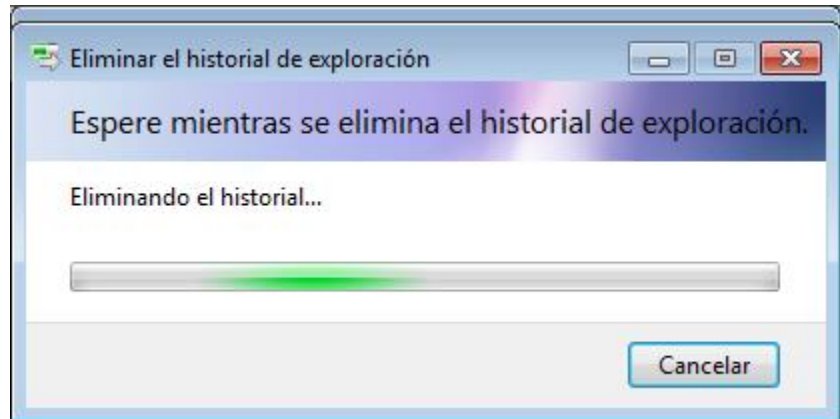 Eliminar el historial de exploración
Espere mientras se elimina el historial de exploración.
Eliminando el historial...
Cancelar